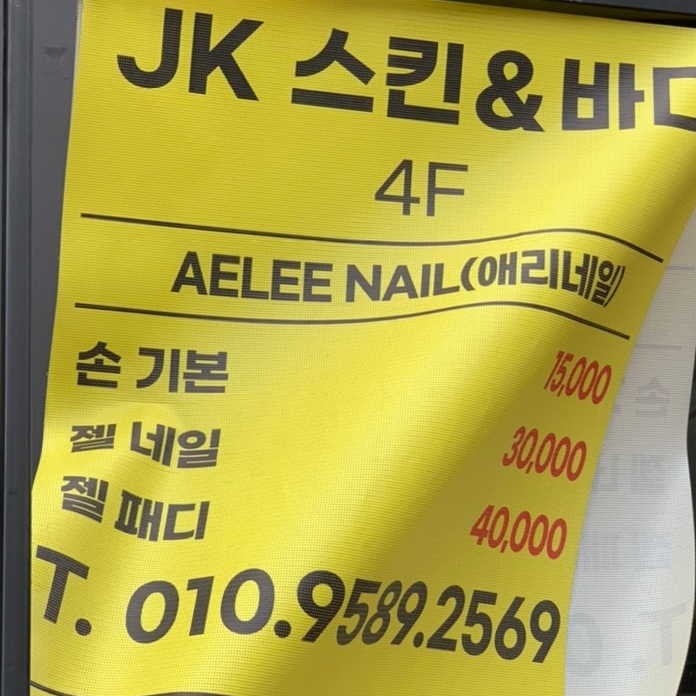 JK 스킨&바디
4F
AELEE NAIL(애리네일)
손 기본 15,000
젤 네일 30,000
젤 패디 40,000
T. 010.9589.2569